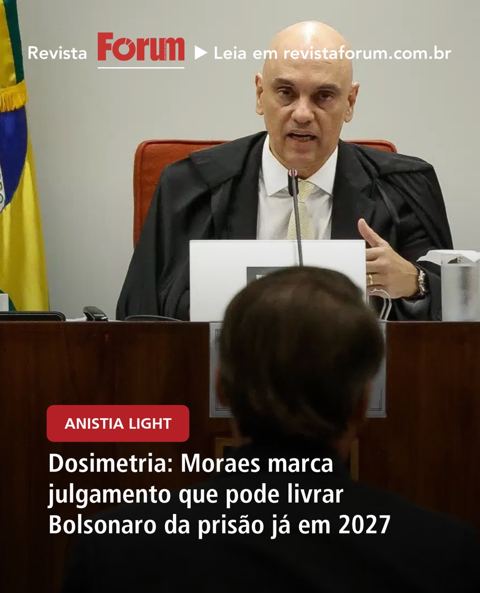 Revista Forum ▶ Leia em revistaforum.com.br
ANISTIA LIGHT
Dosimetria: Moraes marca
julgamento que pode livrar
Bolsonaro da prisão já em 2027